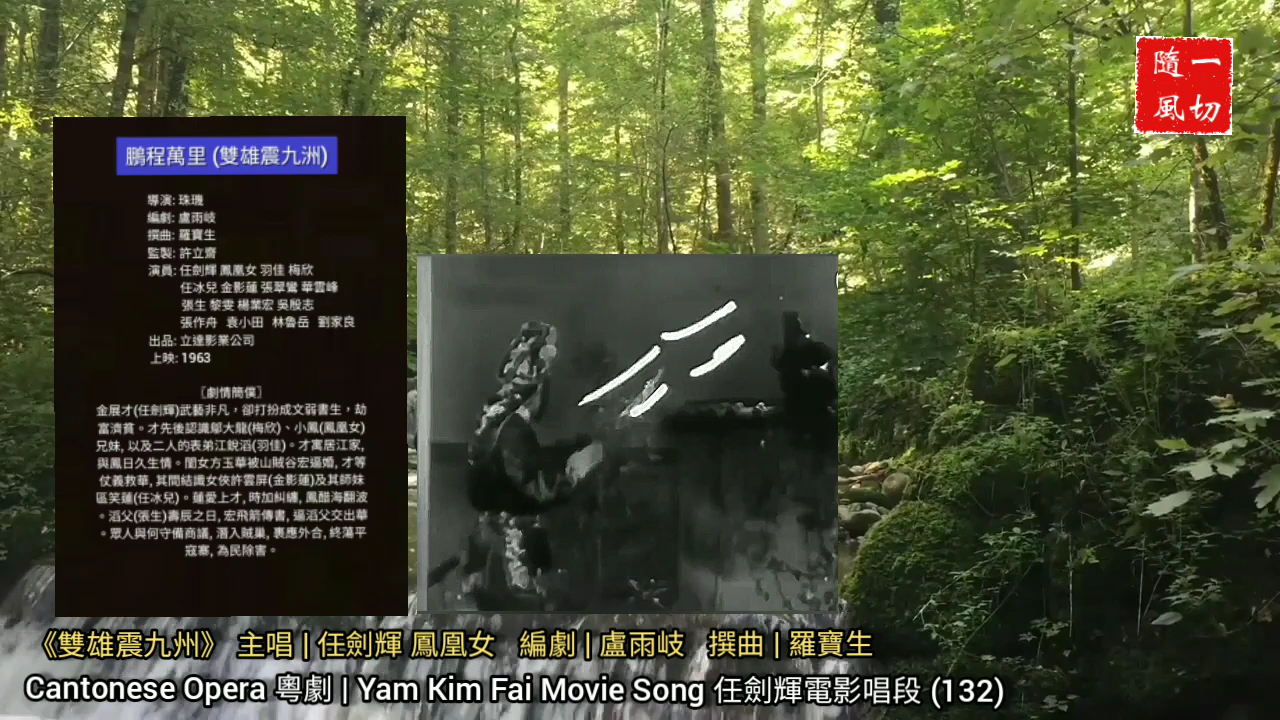 隨一
風切
鵬程萬里 (雙雄震九洲)
導演: 珠璣
編劇: 盧雨岐
撰曲: 羅寶生
監製: 許立齋
演員: 任劍輝 鳳凰女 羽佳 梅欣
任冰兒 金影蓮 張翠鸞 華雲峰
張生 黎雯 楊業宏 吳殷志
張作舟 袁小田 林魯岳 劉家良
出品: 立達影業公司
上映: 1963
〖劇情簡僕〗
金展才(任劍輝)武藝非凡，卻打扮成文弱書生，劫
富濟貧。才先後認識鄔大龍(梅欣)、小鳳(鳳凰女)
兄妹, 以及二人的表弟江銳滔(羽佳)。才寓居江家,
與鳳日久生情。閨女方玉華被山賊谷宏逼婚, 才等
仗義救華, 其間結識女俠許雲屏(金影蓮)及其師妹
區笑蓮(任冰兒)。蓮愛上才, 時加糾纏, 鳳醋海翻波
。滔父(張生)壽辰之日, 宏飛箭傳書, 逼滔父交出華
。眾人與何守備商議, 潛入賊巢, 裏應外合, 終蕩平
寇寨, 為民除害。
《雙雄震九州》 主唱 | 任劍輝 鳳凰女 編劇 | 盧雨岐 撰曲 | 羅寶生
Cantonese Opera 粵劇 | Yam Kim Fai Movie Song 任劍輝電影唱段 (132)